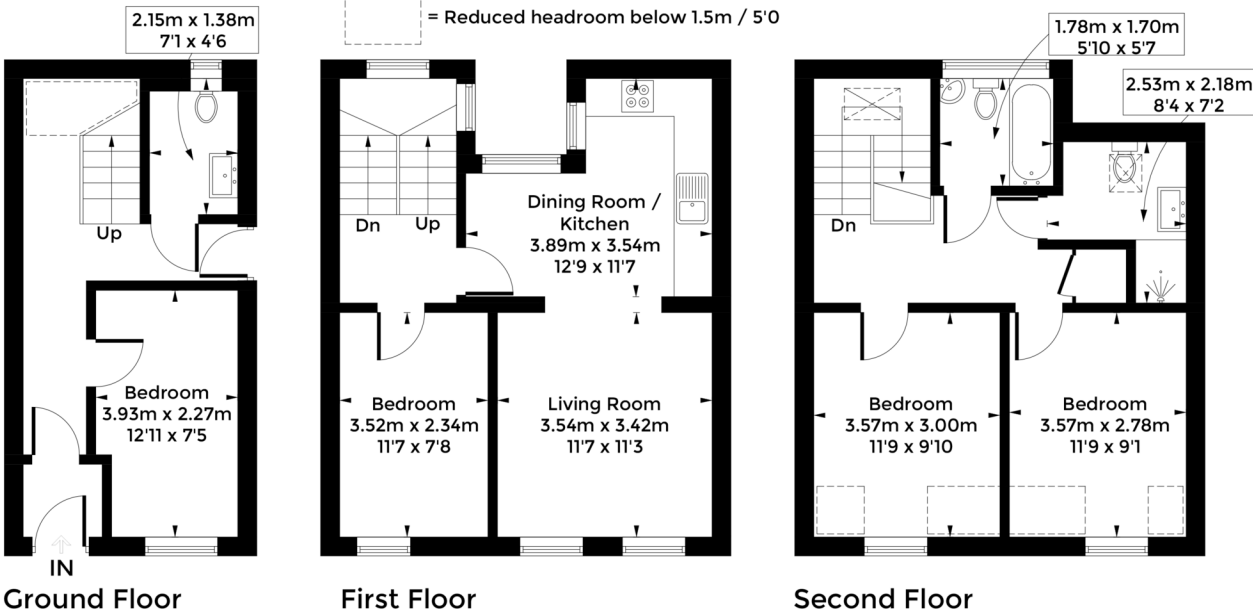 = Reduced headroom below 1.5m / 5'0
2.15m x 1.38m
7'1 x 4'6
Up
Bedroom
3.93m x 2.27m
12'11 x 7'5
IN
Ground Floor
Dn
Up
Dining Room /
Kitchen
3.89m x 3.54m
12'9 x 11'7
Bedroom
3.52m x 2.34m
11'7 x 7'8
Living Room
3.54m x 3.42m
11'7 x 11'3
First Floor
1.78m x 1.70m
5'10 x 5'7
2.53m x 2.18m
8'4 x 7'2
Dn
Bedroom
3.57m x 3.00m
11'9 x 9'10
Bedroom
3.57m x 2.78m
11'9 x 9'1
Second Floor